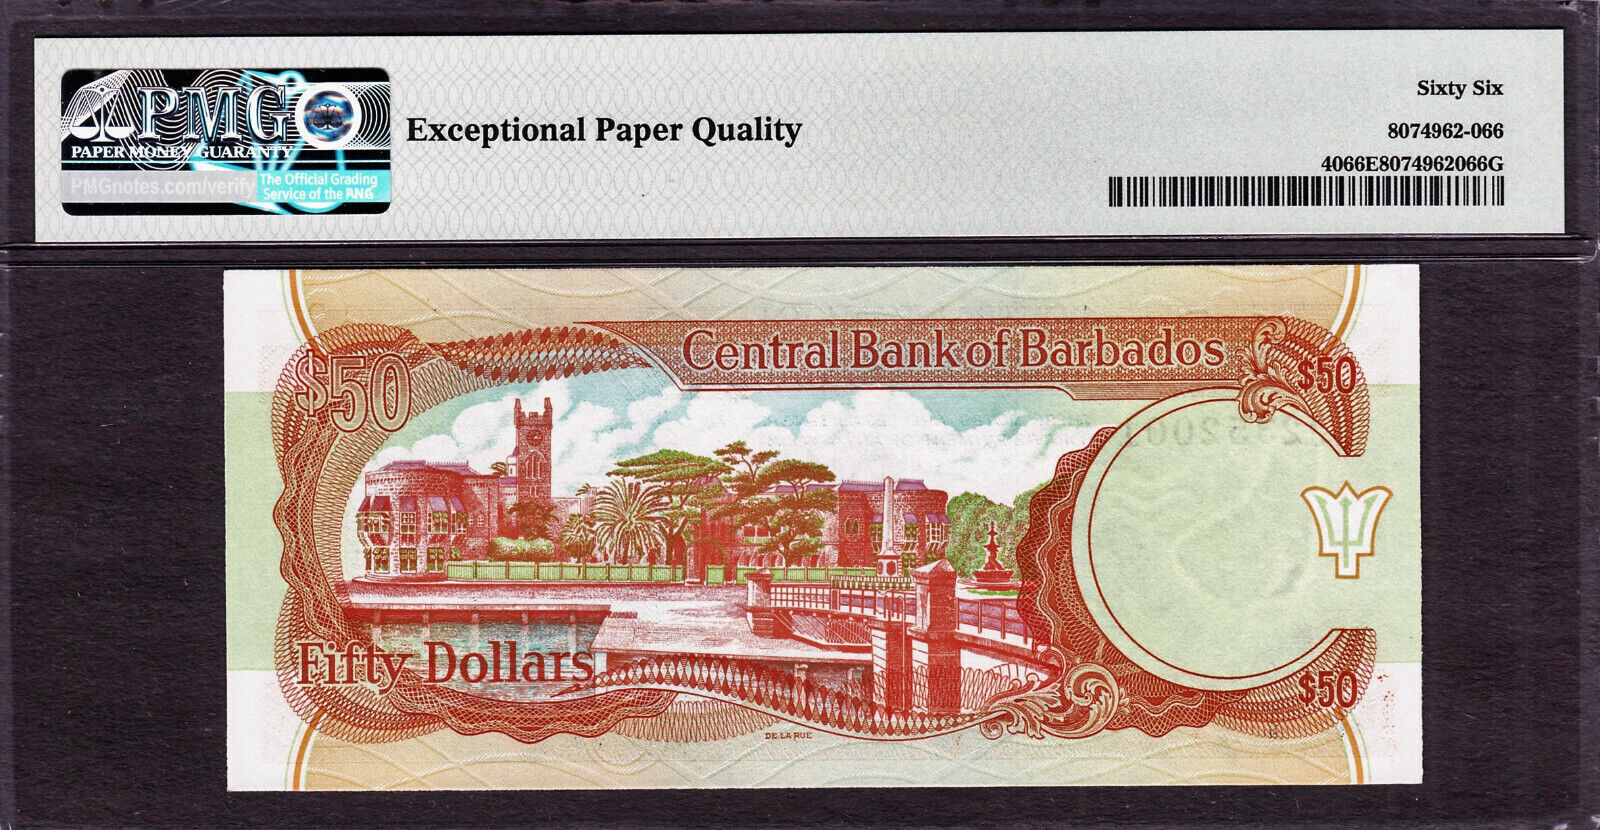 PMG
PAPER MONEY GUARANTY
PMGnotes.com/verify
The Official Grading
Service of the PNG
Exceptional Paper Quality
Sixty Six
8074962-066
4066E8074962066G
Central Bank of Barbados
$50
$50
Fifty Dollars
$50
DE LA RUE